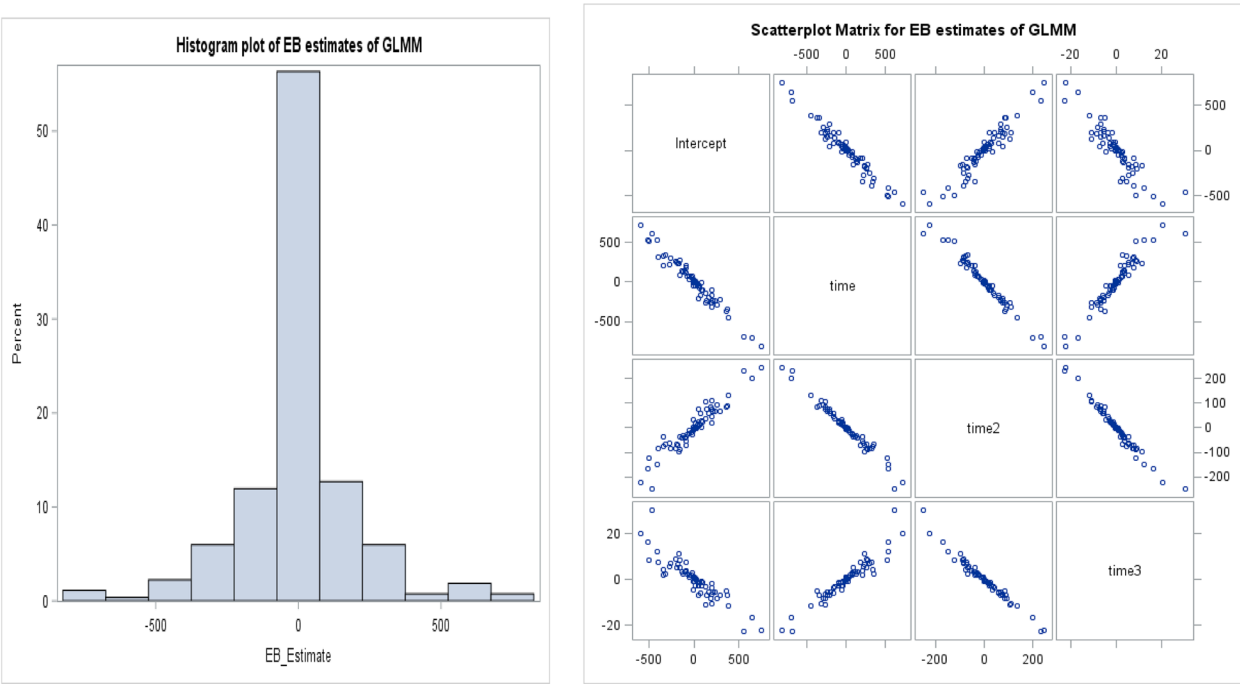 Histogram plot of EB estimates of GLMM
50
40
30
20
10
0
Percent
-500 0 500
EB_Estimate
Scatterplot Matrix for EB estimates of GLMM
-500 0 500 -20 0 20
Intercept
500
0
-500
500
0
-500
time
time2
200
100
0
-100
-200
20
0
-20
time3
-500 0 500 -200 0 200